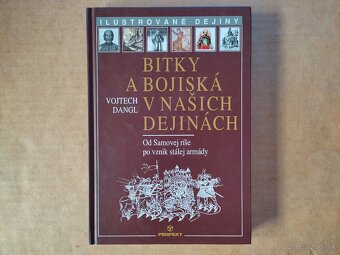 ILUSTROVANÉ DEJINY
BITKY
A BOJISKÁ
VOJTECH
DANGL
V NAŠICH
DEJINÁCH
Od Samovej ríše
po vznik stálej armády
PERFEKT